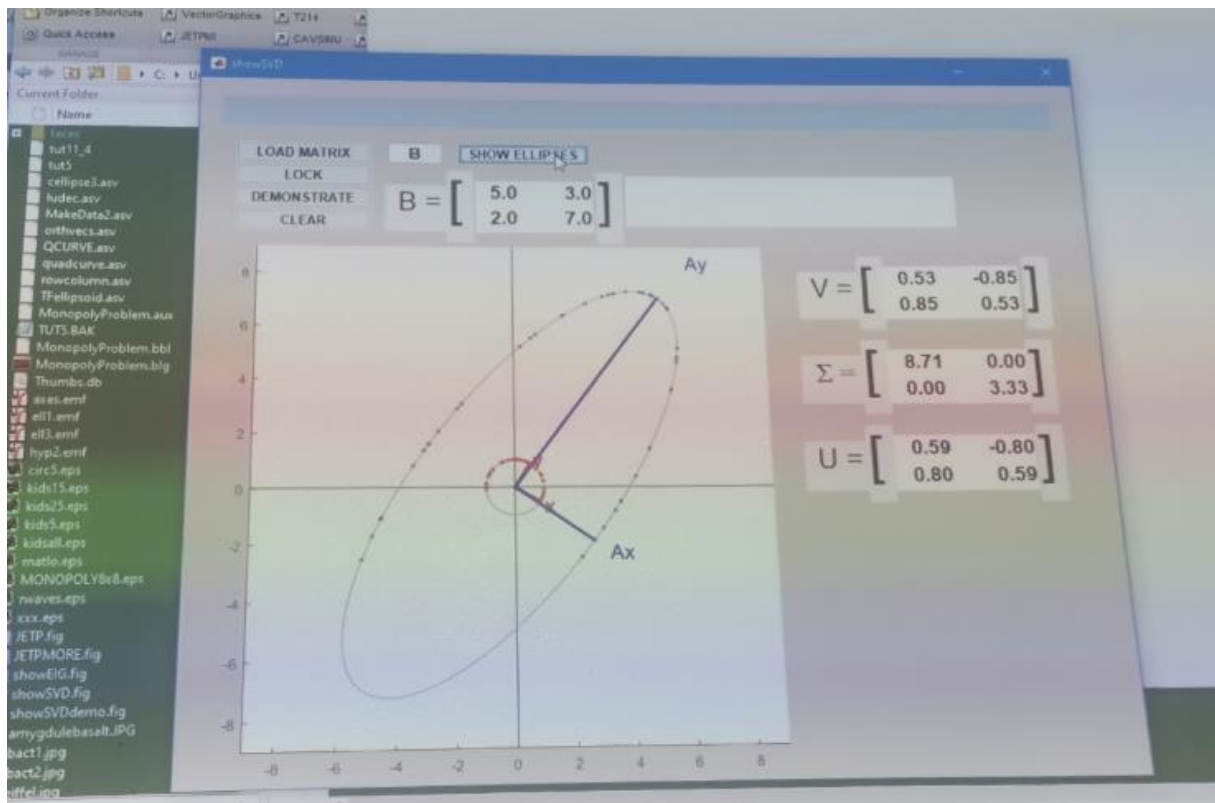 Organize Shortcuts VectorGraphics T214
Quick Access JETPMI CAVSINU
MANAGE
C:
Current Folder
Name
showSVD
faces
tut11_4
tut5
cellipse3.asv
ludec.asv
MakeData2.asv
orthvecs.asv
QCURVE.asv
quadcurve.asv
rowcolumn.asv
TFellipsoid.asv
MonopolyProblem.aux
TUT5.BAK
MonopolyProblem.bbl
MonopolyProblem.blg
Thumbs.db
axes.emf
ell1.emf
ell3.emf
hyp2.emf
circ5.eps
kids15.eps
kids25.eps
kids5.eps
kidsall.eps
matlo.eps
MONOPOLY8x8.eps
nwaves.eps
xxx.eps
JETP.fig
JETPMORE.fig
showEIG.fig
showSVD.fig
showSVDdemo.fig
amygdulebasalt.JPG
bact1.jpg
bact2.jpg
eiffel.jpg
LOAD MATRIX B SHOW ELLIPSES
LOCK
DEMONSTRATE
CLEAR
B = [ 5.0 3.0
2.0 7.0 ]
Ay
Ax
y
x
8
6
4
2
0
-2
-4
-6
-8
-8 -6 -4 -2 0 2 4 6 8
V = [ 0.53 -0.85
0.85 0.53 ]
Σ = [ 8.71 0.00
0.00 3.33 ]
U = [ 0.59 -0.80
0.80 0.59 ]